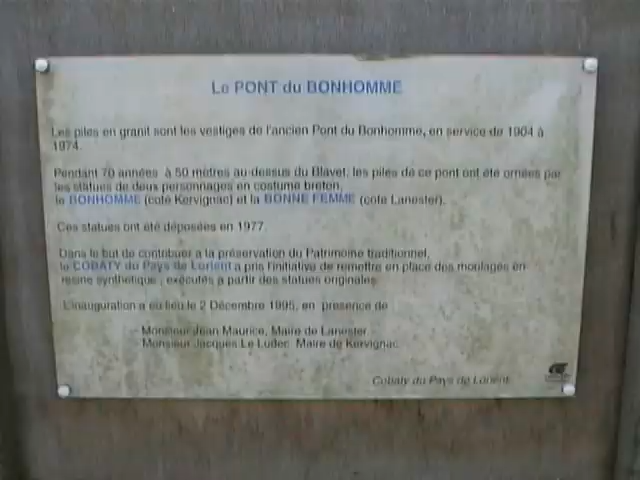 Le PONT du BONHOMME
Les piles en granit sont les vestiges de l'ancien Pont du Bonhomme, en service de 1904 à
1974.
Pendant 70 années à 50 mètres au-dessus du Blavet, les piles de ce pont ont été ornées par
les statues de deux personnages en costume breton,
le BONHOMME (coté Kervignac) et la BONNE FEMME (coté Lanester).
Ces statues ont été déposées en 1977.
Dans le but de contribuer a la préservation du Patrimoine traditionnel,
le COBATY du Pays de Lorient a pris l'initiative de remettre en place des moulages en
resine synthétique , exécutés à partir des statues originales.
L'inauguration a eu lieu le 2 Décembre 1995, en presence de
- Monsieur Jean Maurice, Maire de Lanester
- Monsieur Jacques Le Ludec Maire de Kervignac
Cobaty du Pays de Lorient